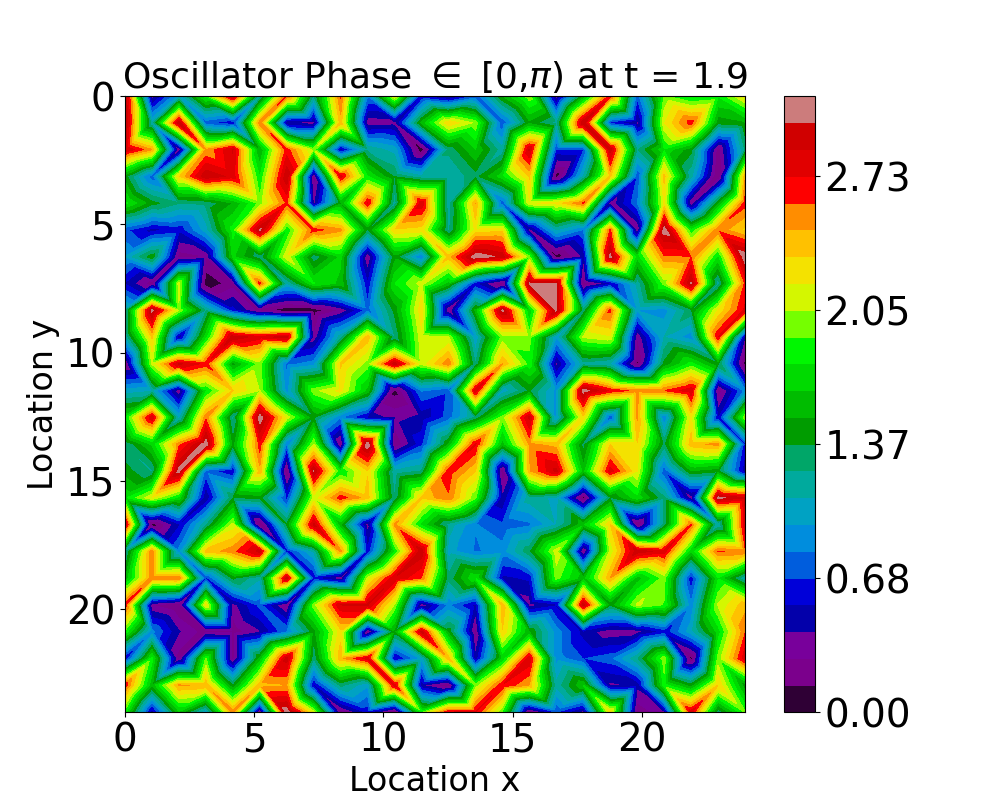 Oscillator Phase ∈ [0,π) at t = 1.9
0
5
10
15
20
Location y
0 5 10 15 20
Location x
2.73
2.05
1.37
0.68
0.00